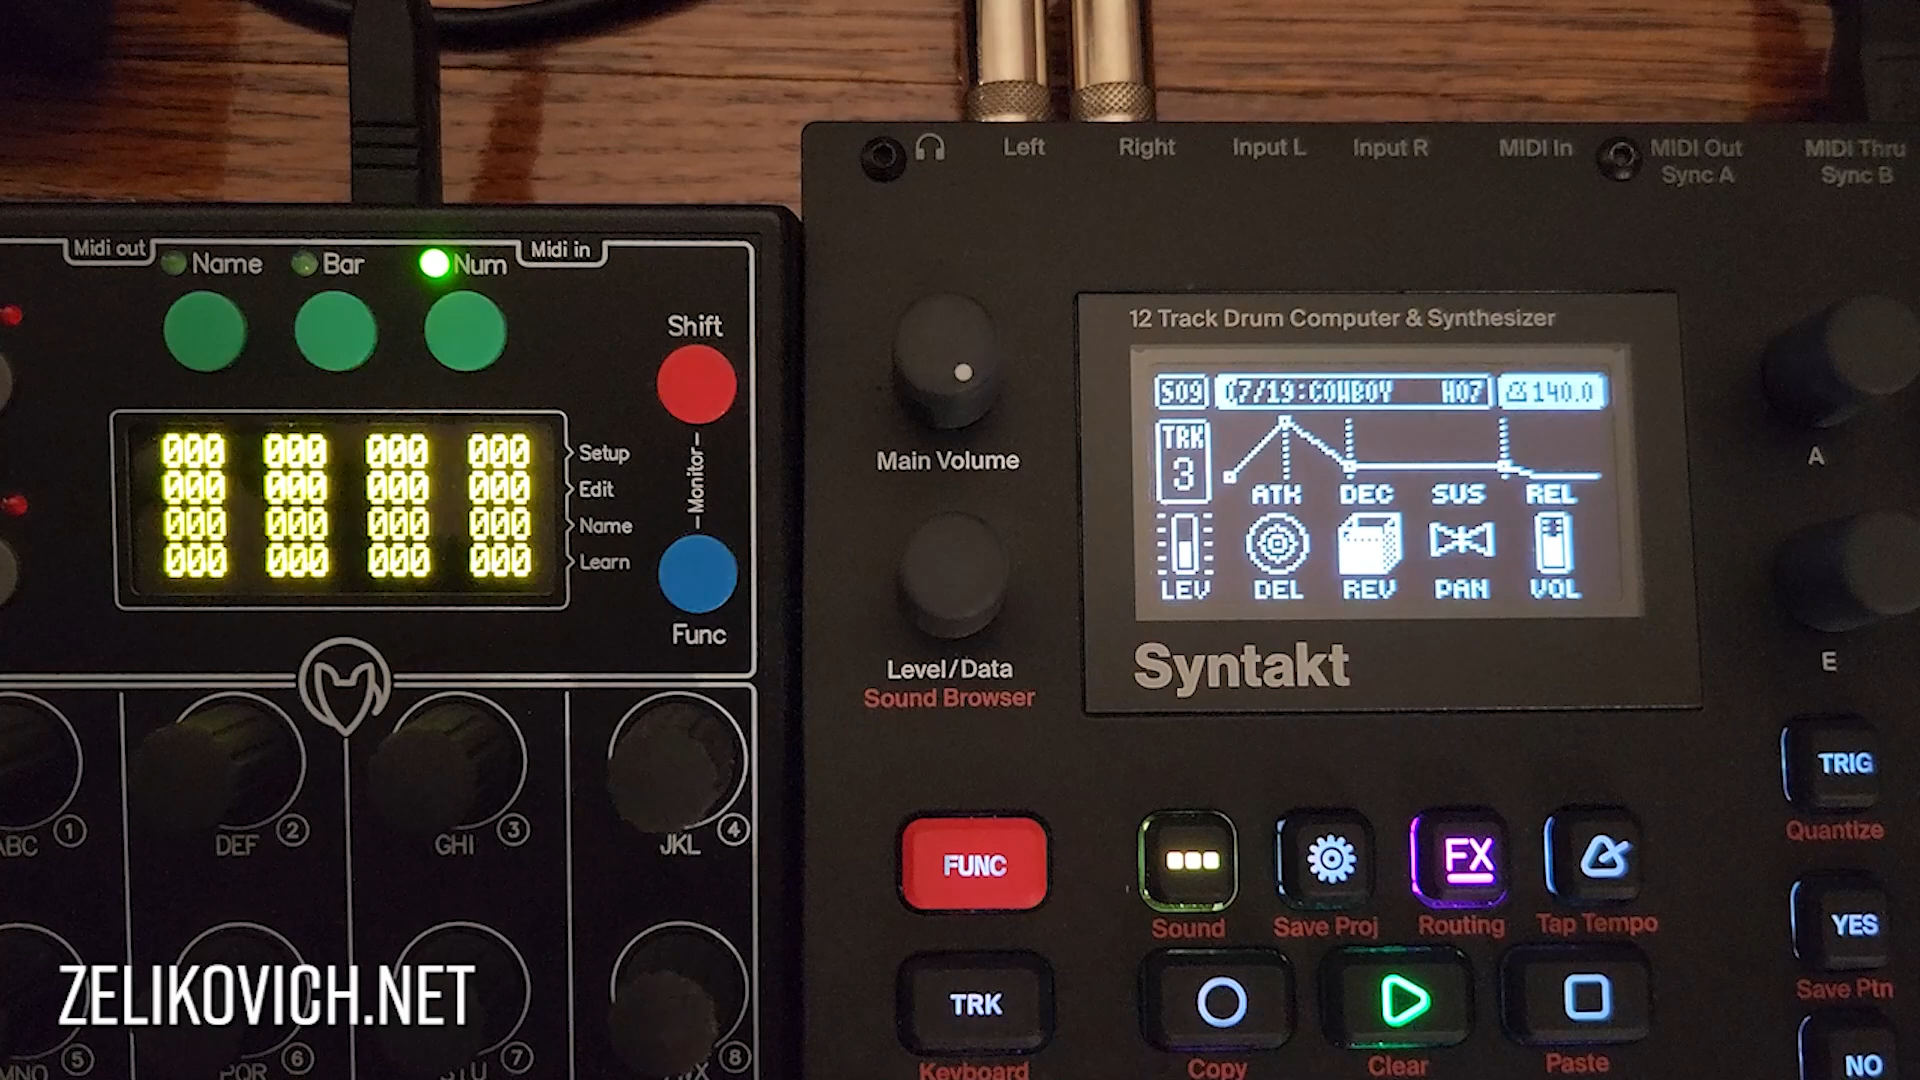 Left
Right
Input L
Input R
MIDI In
MIDI Out
Sync A
MIDI Thru
Sync B
Midi out
Name
Bar
Num
Midi in
Shift
Monitor
Func
000 000 000 000
000 000 000 000
000 000 000 000
000 000 000 000
Setup
Edit
Name
Learn
ABC 1
DEF 2
GHI 3
JKL 4
MNO 5
PQR 6
STU 7
8
Main Volume
Level/Data
Sound Browser
12 Track Drum Computer & Synthesizer
S09 C7/19:COWBOY H07 140.0
TRK
3
ATK DEC SUS REL
LEV DEL REV PAN VOL
Syntakt
A
E
TRIG
Quantize
FUNC
FX
Sound
Save Proj
Routing
Tap Tempo
YES
Save Ptn
TRK
Keyboard
Copy
Clear
Paste
NO
ZELIKOVICH.NET